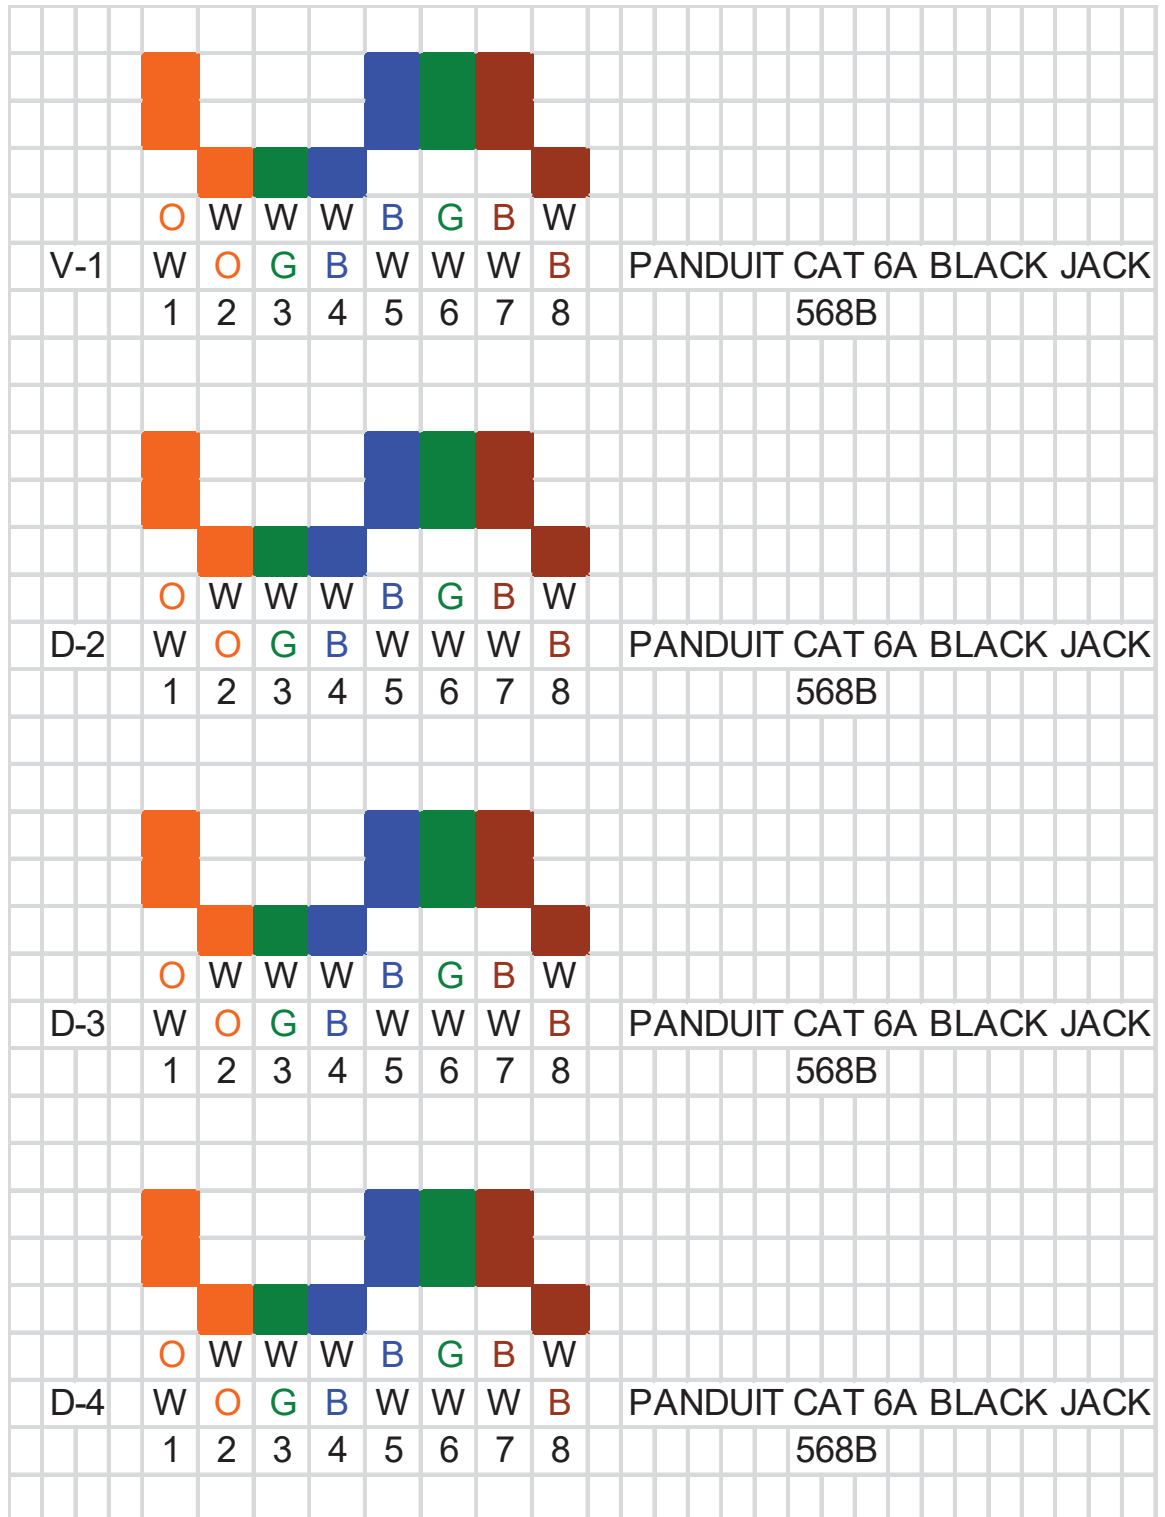 O W W W B G B W
V-1 W O G B W W W B PANDUIT CAT 6A BLACK JACK
1 2 3 4 5 6 7 8 568B
O W W W B G B W
D-2 W O G B W W W B PANDUIT CAT 6A BLACK JACK
1 2 3 4 5 6 7 8 568B
O W W W B G B W
D-3 W O G B W W W B PANDUIT CAT 6A BLACK JACK
1 2 3 4 5 6 7 8 568B
O W W W B G B W
D-4 W O G B W W W B PANDUIT CAT 6A BLACK JACK
1 2 3 4 5 6 7 8 568B